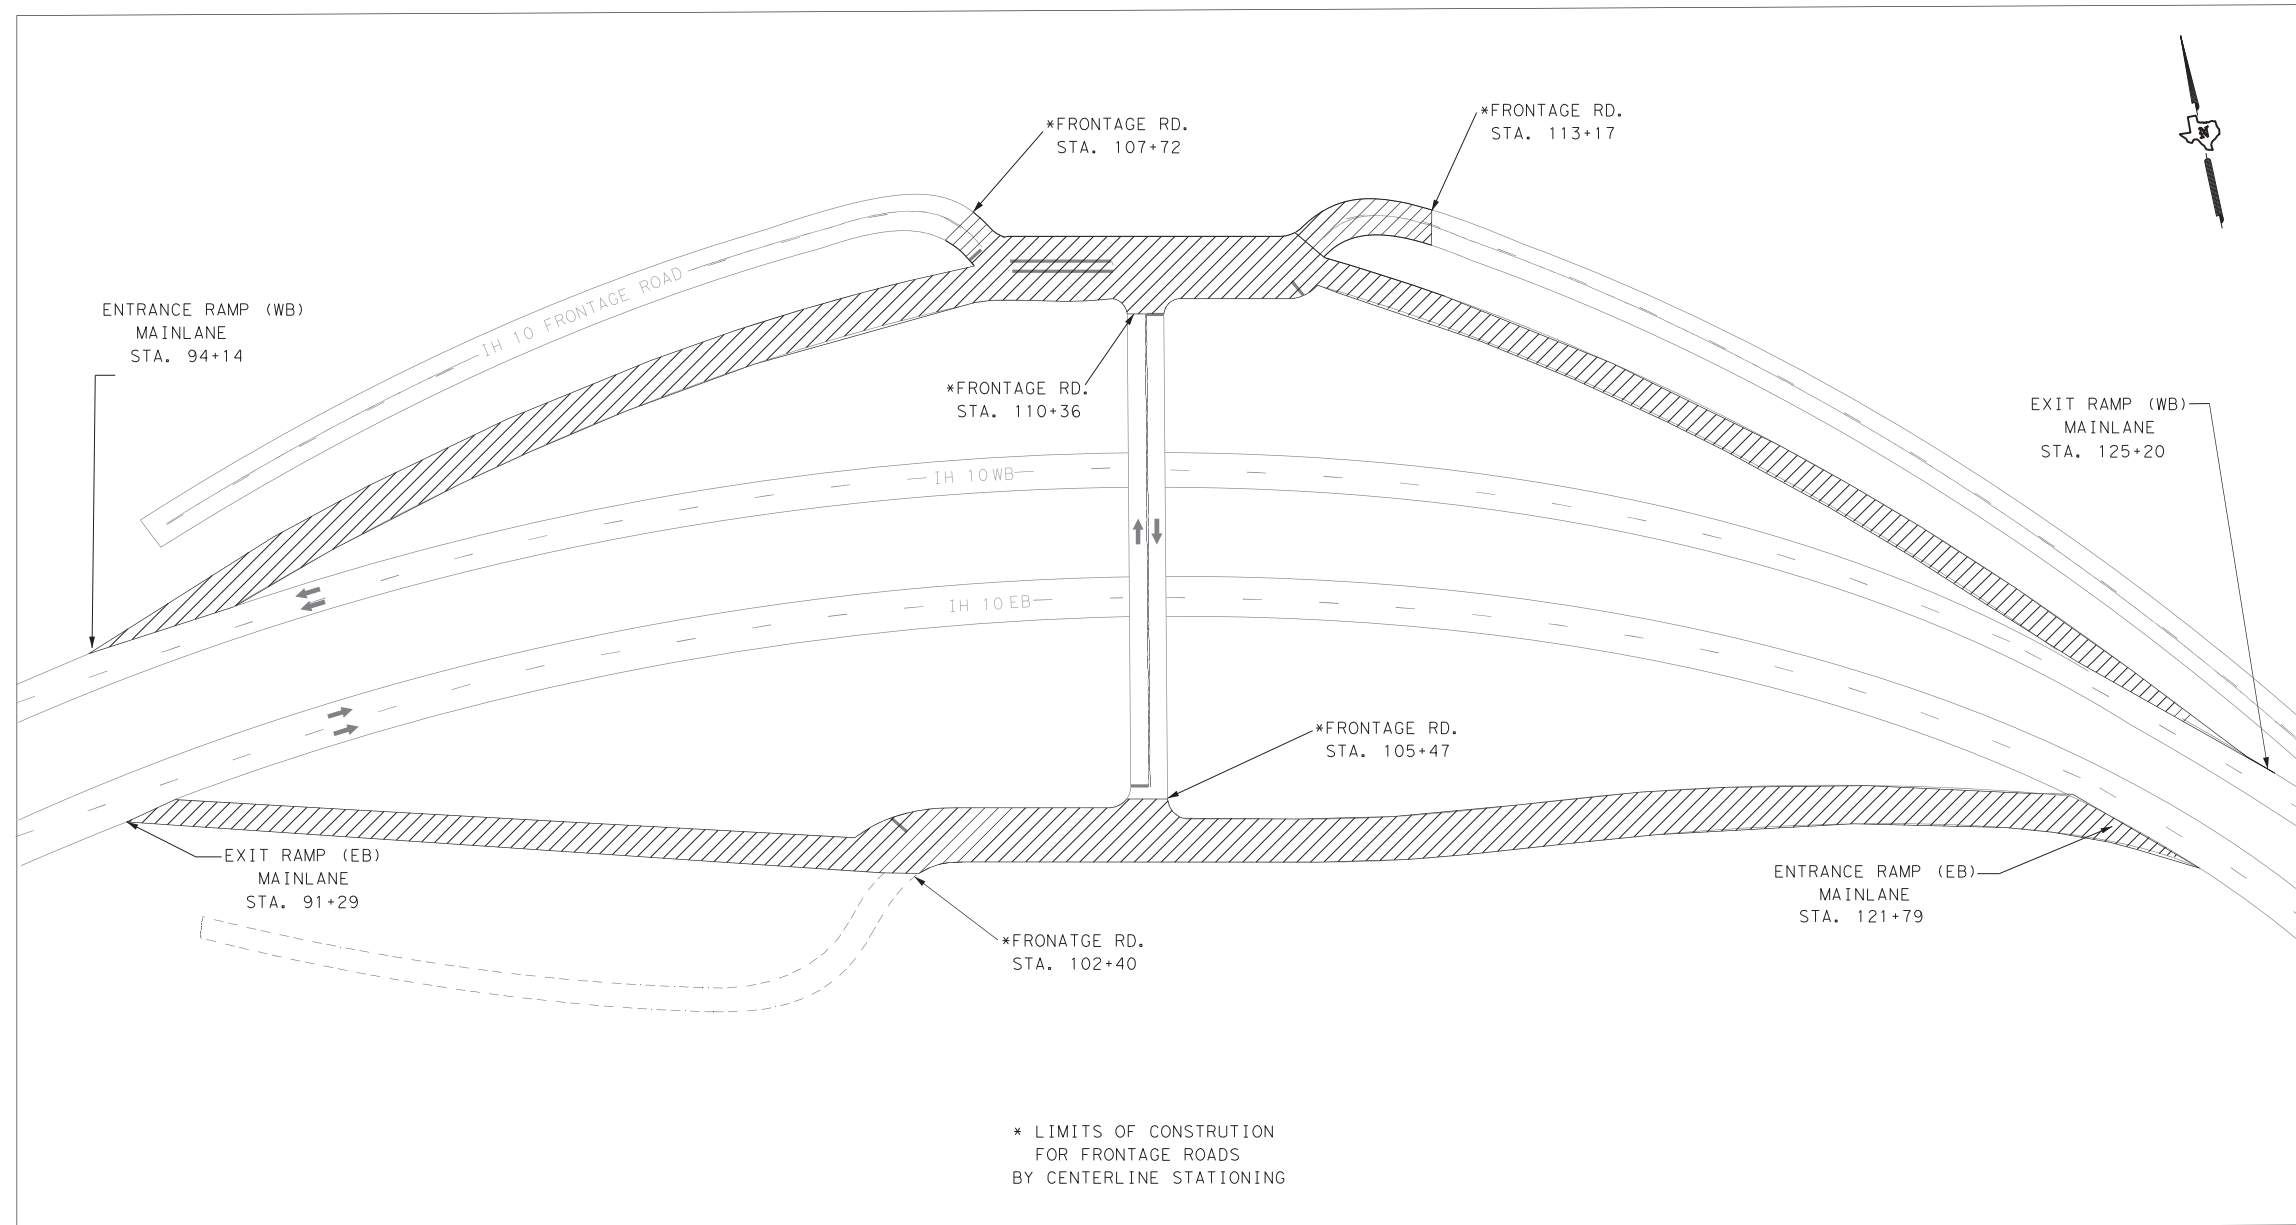 *FRONTAGE RD.
STA. 113+17
*FRONTAGE RD.
STA. 107+72
N
IH 10 FRONTAGE ROAD
ENTRANCE RAMP (WB)
MAINLANE
STA. 94+14
*FRONTAGE RD.
STA. 110+36
EXIT RAMP (WB)
MAINLANE
STA. 125+20
IH 10 WB
IH 10 EB
*FRONTAGE RD.
STA. 105+47
EXIT RAMP (EB)
MAINLANE
STA. 91+29
ENTRANCE RAMP (EB)
MAINLANE
STA. 121+79
*FRONATGE RD.
STA. 102+40
* LIMITS OF CONSTRUTION
FOR FRONTAGE ROADS
BY CENTERLINE STATIONING